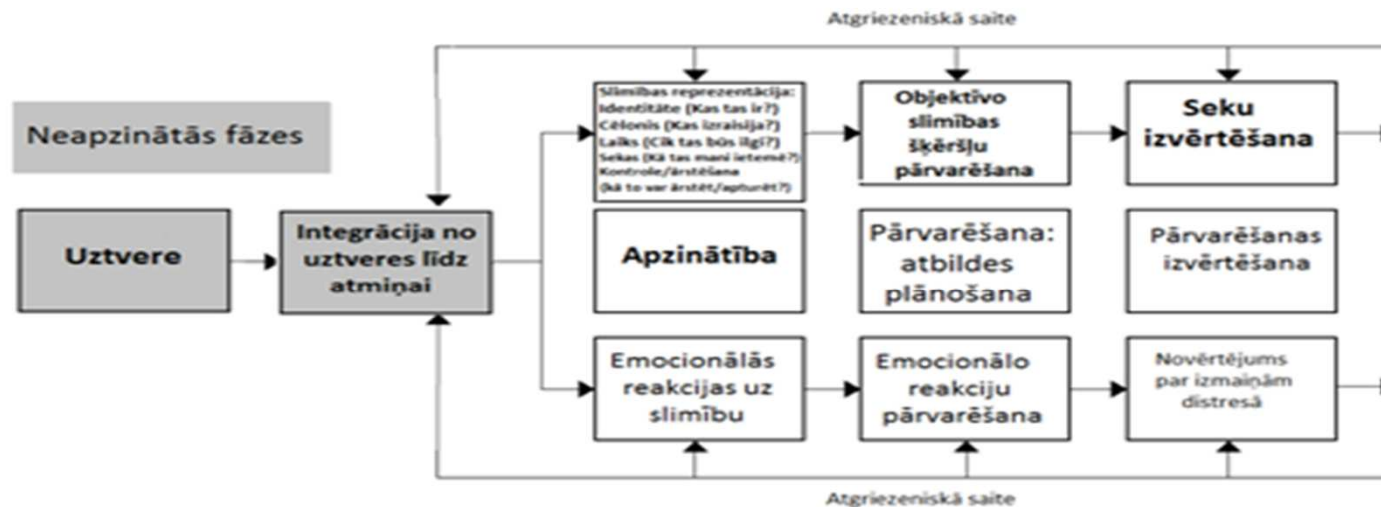 Atgriezeniskā saite
Neapzinātās fāzes
Uztvere
Integrācija no
uztveres līdz
atmiņai
Slimības reprezentācija:
Identitāte (Kas tas ir?)
Cēlonis (Kas izraisīja?)
Laiks (Cik tas būs ilgi?)
Sekas (Kā tas mani ietemē?)
Kontrole/ārstēšana
(kā to var ārstēt/apturēt?)
Objektīvo
slimības
šķēršļu
pārvarēšana
Seku
izvērtēšana
Apzinātība
Pārvarēšana:
atbildes
plānošana
Pārvarēšanas
izvērtēšana
Emocionālās
reakcijas uz
slimību
Emocionālo
reakciju
pārvarēšana
Novērtējums
par izmaiņām
distresā
Atgriezeniskā saite